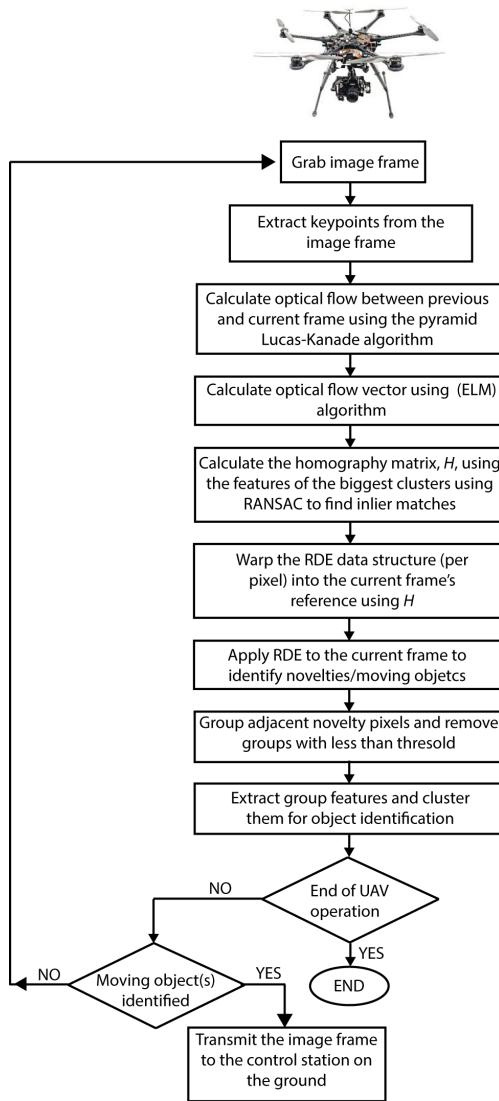 Grab image frame
Extract keypoints from the
image frame
Calculate optical flow between previous
and current frame using the pyramid
Lucas-Kanade algorithm
Calculate optical flow vector using (ELM)
algorithm
Calculate the homography matrix, H, using
the features of the biggest clusters using
RANSAC to find inlier matches
Warp the RDE data structure (per
pixel) into the current frame's
reference using H
Apply RDE to the current frame to
identify novelties/moving objetcs
Group adjacent novelty pixels and remove
groups with less than thresold
Extract group features and cluster
them for object identification
NO
End of UAV
operation
YES
END
NO
Moving object(s)
identified
YES
Transmit the image frame
to the control station on
the ground